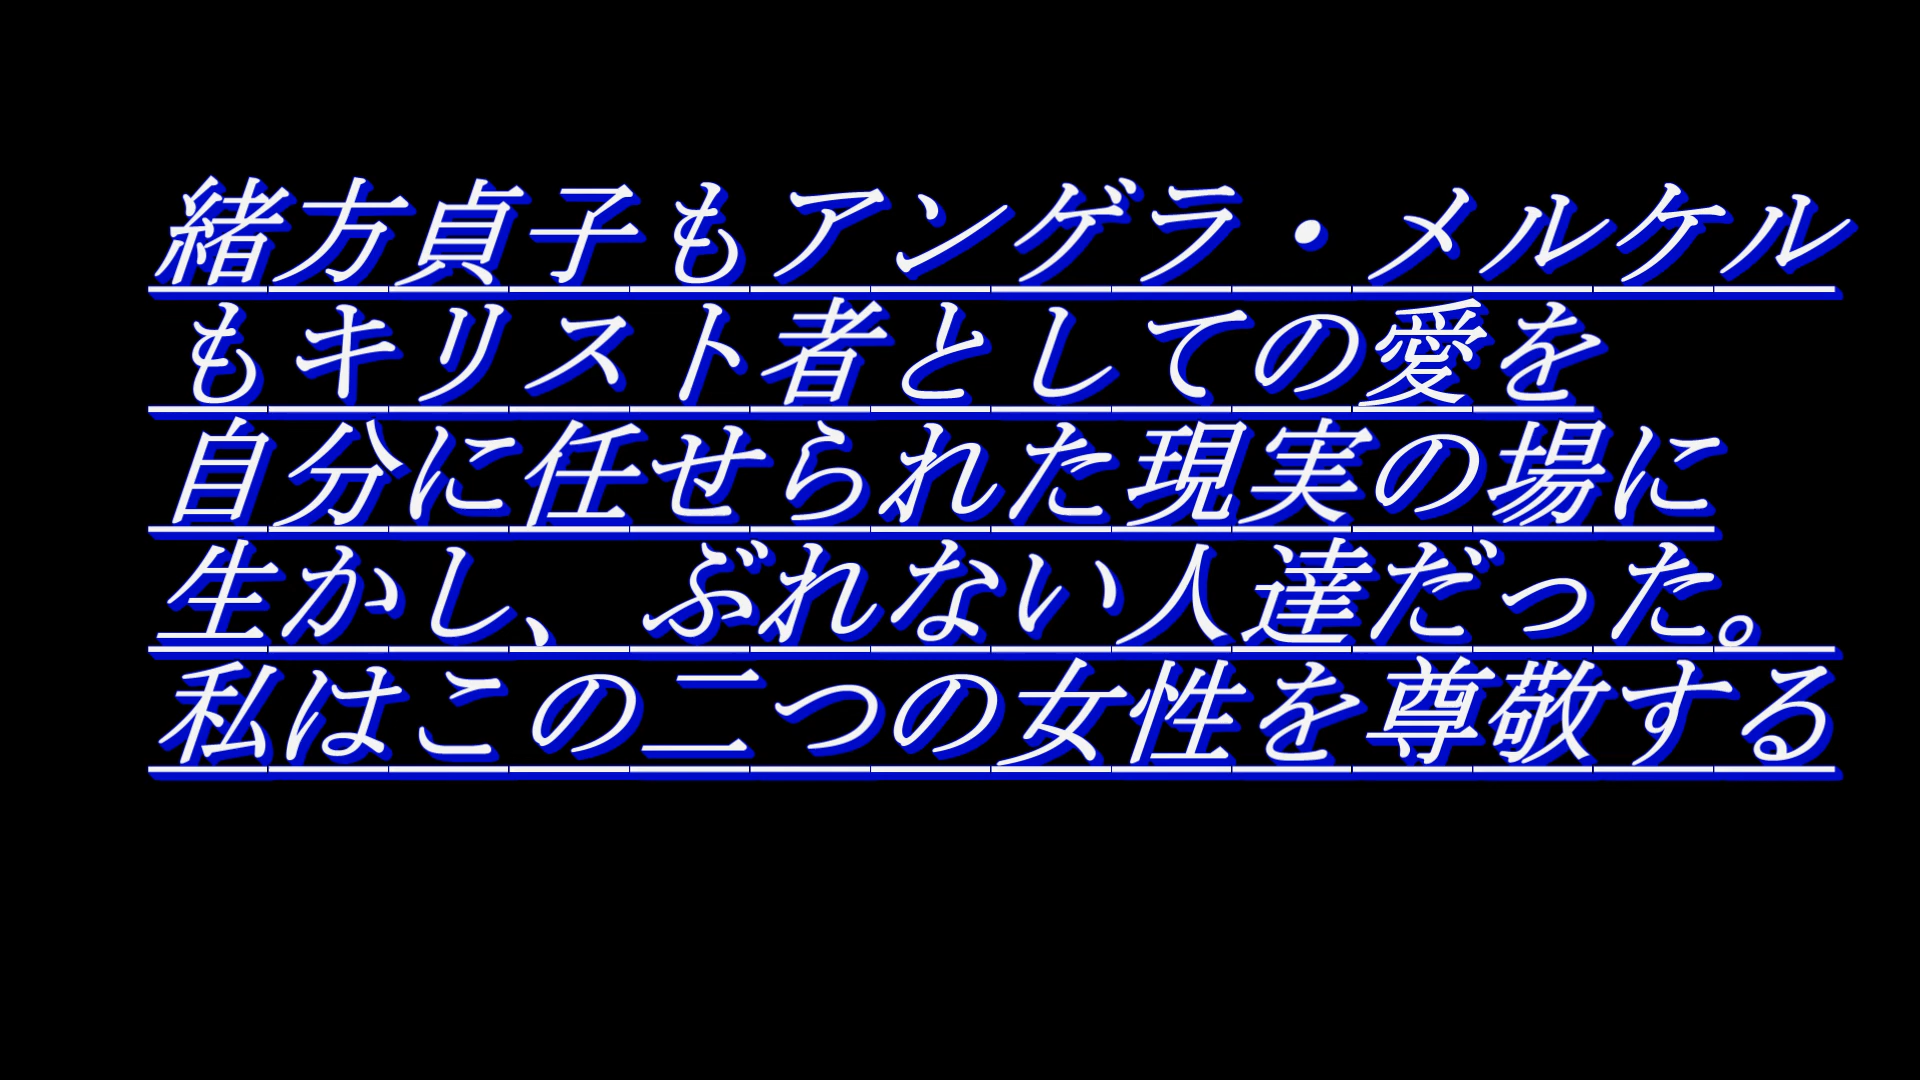 緒方貞子もアンゲラ・メルケル
もキリスト者としての愛を
自分に任せられた現実の場に
生かし、ぶれない人達だった。
私はこの二つの女性を尊敬する